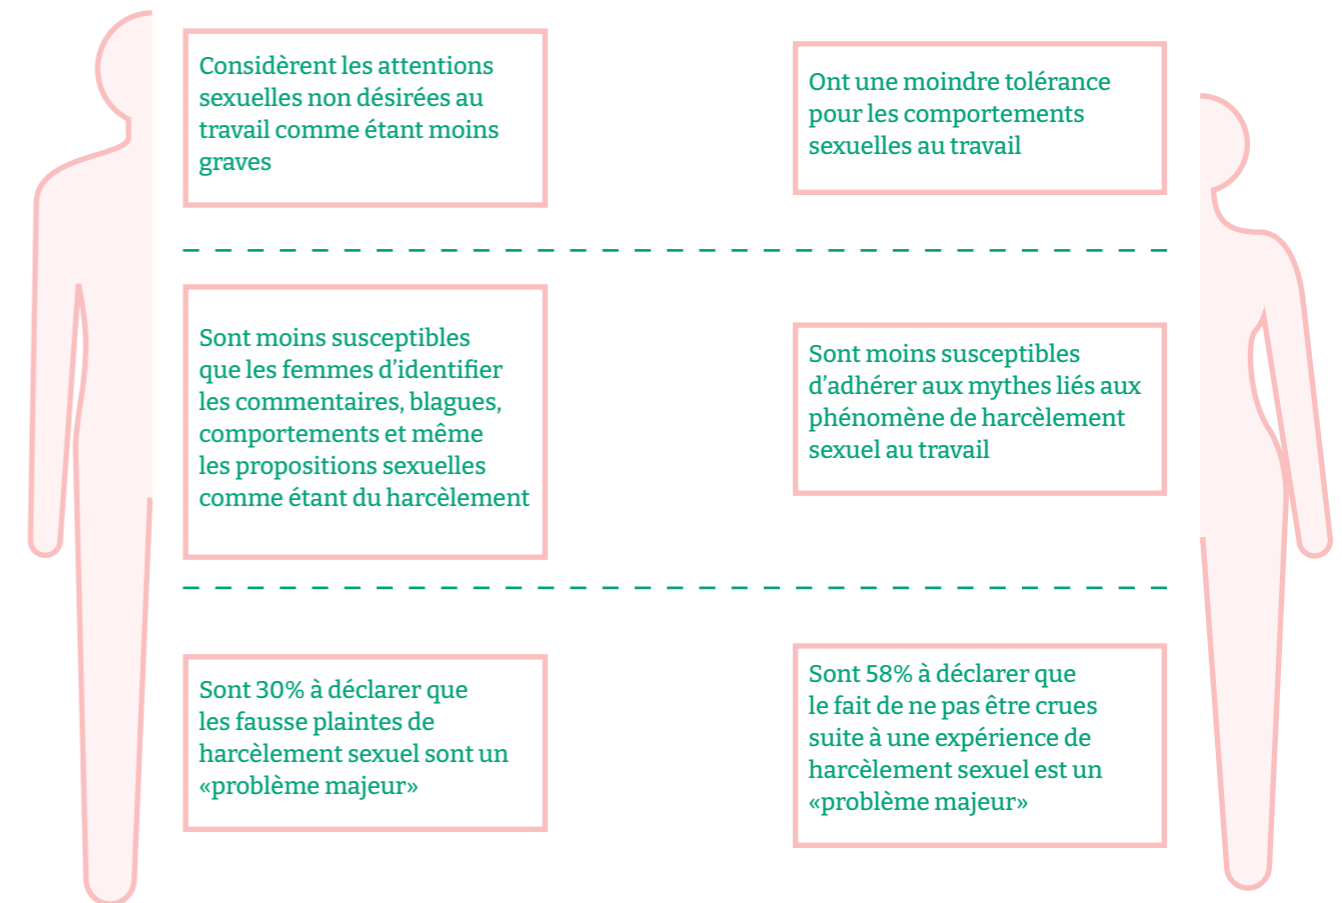 Considèrent les attentions
sexuelles non désirées au
travail comme étant moins
graves
Ont une moindre tolérance
pour les comportements
sexuelles au travail
Sont moins susceptibles
que les femmes d’identifier
les commentaires, blagues,
comportements et même
les propositions sexuelles
comme étant du harcèlement
Sont moins susceptibles
d’adhérer aux mythes liés aux
phénomène de harcèlement
sexuel au travail
Sont 30% à déclarer que
les fausse plaintes de
harcèlement sexuel sont un
«problème majeur»
Sont 58% à déclarer que
le fait de ne pas être crues
suite à une expérience de
harcèlement sexuel est un
«problème majeur»